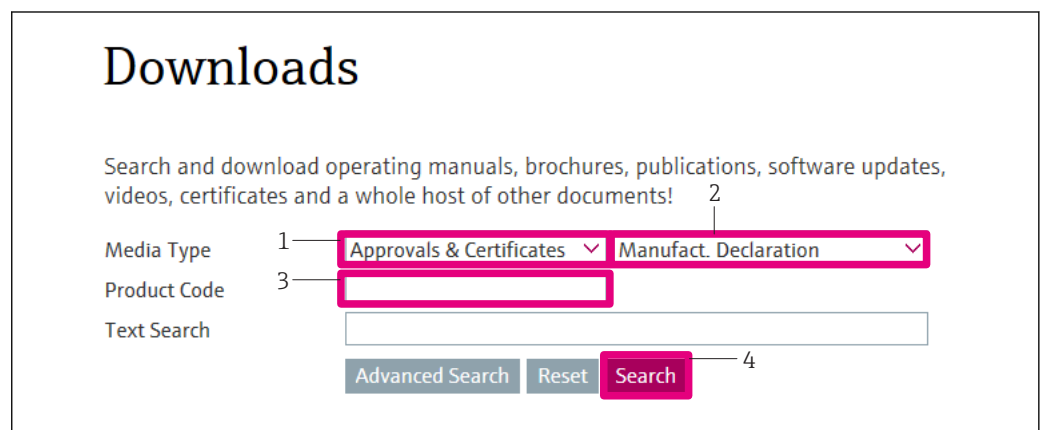 Downloads
Search and download operating manuals, brochures, publications, software updates,
videos, certificates and a whole host of other documents!
2
Media Type 1 Approvals & Certificates Manufact. Declaration
Product Code 3
Text Search
Advanced Search Reset Search 4